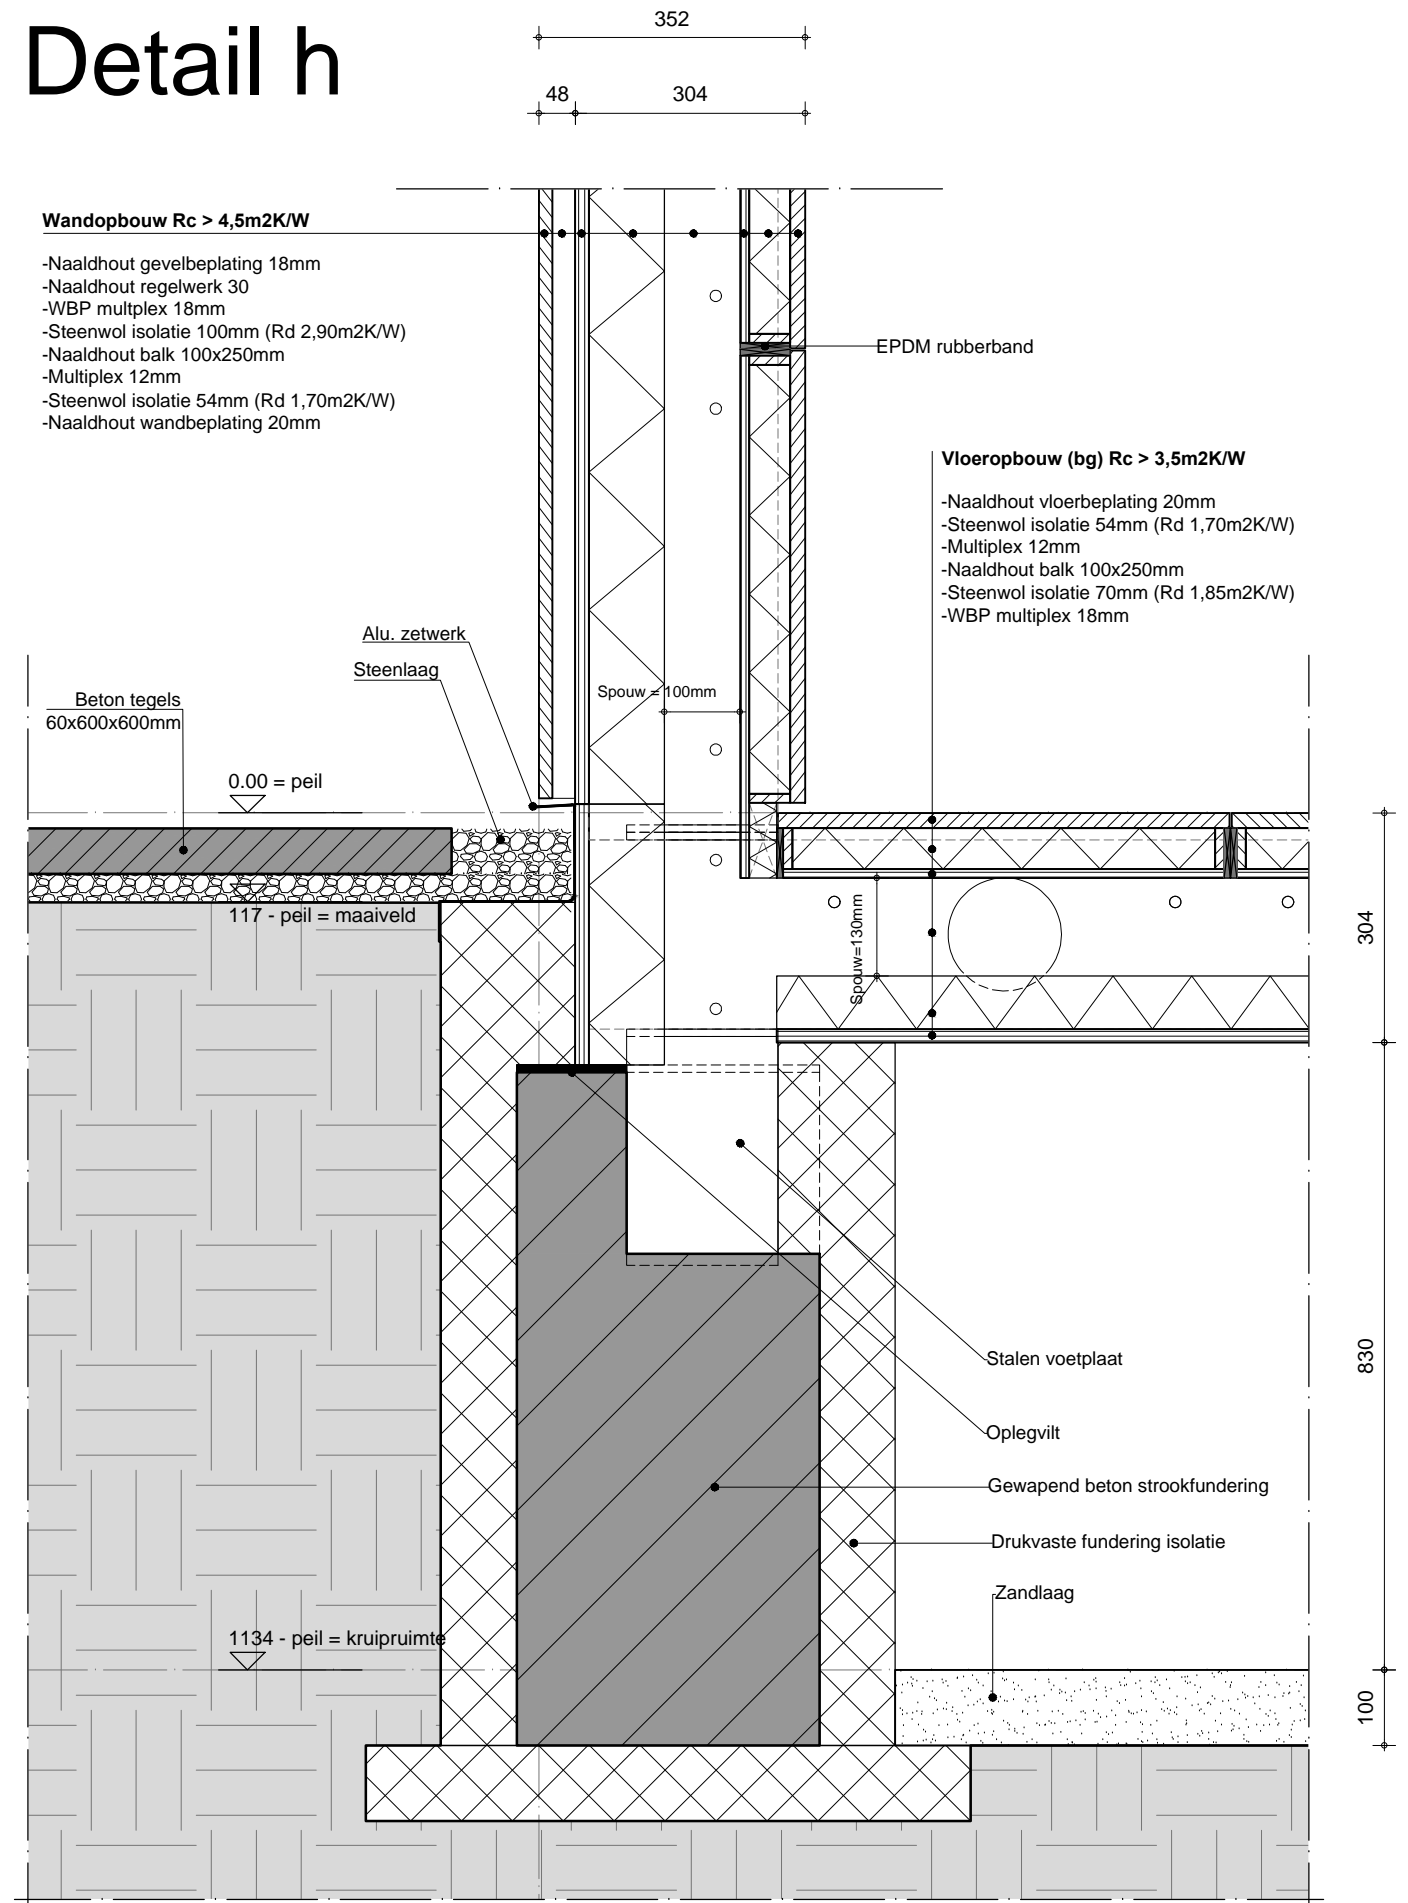 Detail h
352
48
304
Wandopbouw Rc > 4,5m2K/W
-Naaldhout gevelbeplating 18mm
-Naaldhout regelwerk 30
-WBP multplex 18mm
-Steenwol isolatie 100mm (Rd 2,90m2K/W)
-Naaldhout balk 100x250mm
-Multiplex 12mm
-Steenwol isolatie 54mm (Rd 1,70m2K/W)
-Naaldhout wandbeplating 20mm
EPDM rubberband
Vloeropbouw (bg) Rc > 3,5m2K/W
-Naaldhout vloerbeplating 20mm
-Steenwol isolatie 54mm (Rd 1,70m2K/W)
-Multiplex 12mm
-Naaldhout balk 100x250mm
-Steenwol isolatie 70mm (Rd 1,85m2K/W)
-WBP multiplex 18mm
Alu. zetwerk
Steenlaag
Beton tegels
60x600x600mm
Spouw = 100mm
0.00 = peil
117 - peil = maaiveld
Spouw=130mm
304
830
Stalen voetplaat
Oplegvilt
Gewapend beton strookfundering
Drukvaste fundering isolatie
Zandlaag
1134 - peil = kruipruimte
100